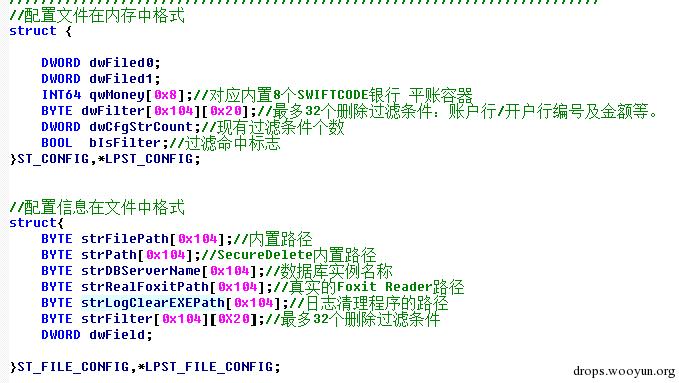 //配置文件在内存中格式
struct {
DWORD dwFiled0;
DWORD dwFiled1;
INT64 qwMoney[0x8];//对应内置8个SWIFTCODE银行 平账容器
BYTE dwFilter[0x104][0x20];//最多32个删除过滤条件：账户行/开户行编号及金额等。
DWORD dwCfgStrCount;//现有过滤条件个数
BOOL bIsFilter;//过滤命中标志
}ST_CONFIG,*LPST_CONFIG;
//配置信息在文件中格式
struct{
BYTE strFilePath[0x104];//内置路径
BYTE strPath[0x104];//SecureDelete内置路径
BYTE strDBServerName[0x104];//数据库实例名称
BYTE strRealFoxitPath[0x104];//真实的Foxit Reader路径
BYTE strLogClearEXEPath[0x104];//日志清理程序的路径
BYTE strFilter[0x104][0X20];//最多32个删除过滤条件
DWORD dwField;
}ST_FILE_CONFIG,*LPST_FILE_CONFIG;
drops.wooyun.org